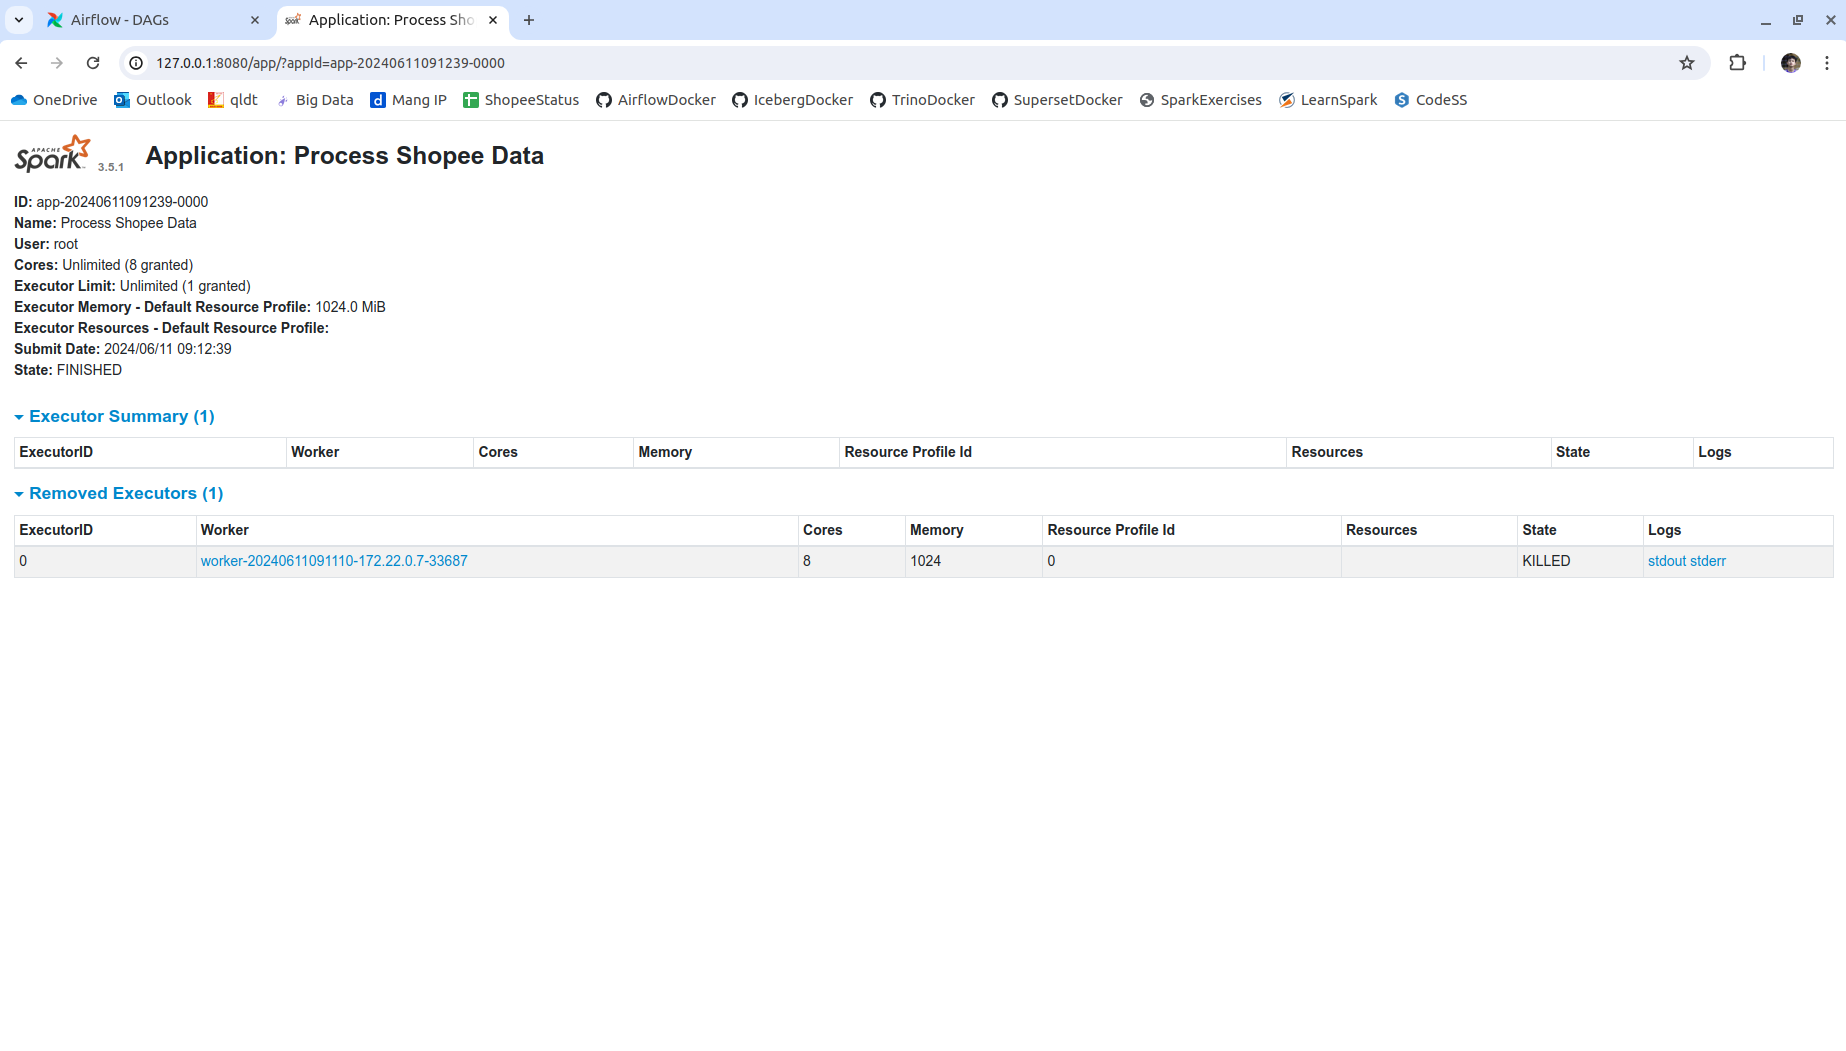 Airflow - DAGs
Application: Process Sho
127.0.0.1:8080/app/?appId=app-20240611091239-0000
OneDrive Outlook qldt Big Data Mang IP ShopeeStatus AirflowDocker IcebergDocker TrinoDocker SupersetDocker SparkExercises LearnSpark CodeSS
APACHE Spark 3.5.1 Application: Process Shopee Data
ID: app-20240611091239-0000
Name: Process Shopee Data
User: root
Cores: Unlimited (8 granted)
Executor Limit: Unlimited (1 granted)
Executor Memory - Default Resource Profile: 1024.0 MiB
Executor Resources - Default Resource Profile:
Submit Date: 2024/06/11 09:12:39
State: FINISHED
Executor Summary (1)
ExecutorID Worker Cores Memory Resource Profile Id Resources State Logs
Removed Executors (1)
ExecutorID Worker Cores Memory Resource Profile Id Resources State Logs
0 worker-20240611091110-172.22.0.7-33687 8 1024 0 KILLED stdout stderr